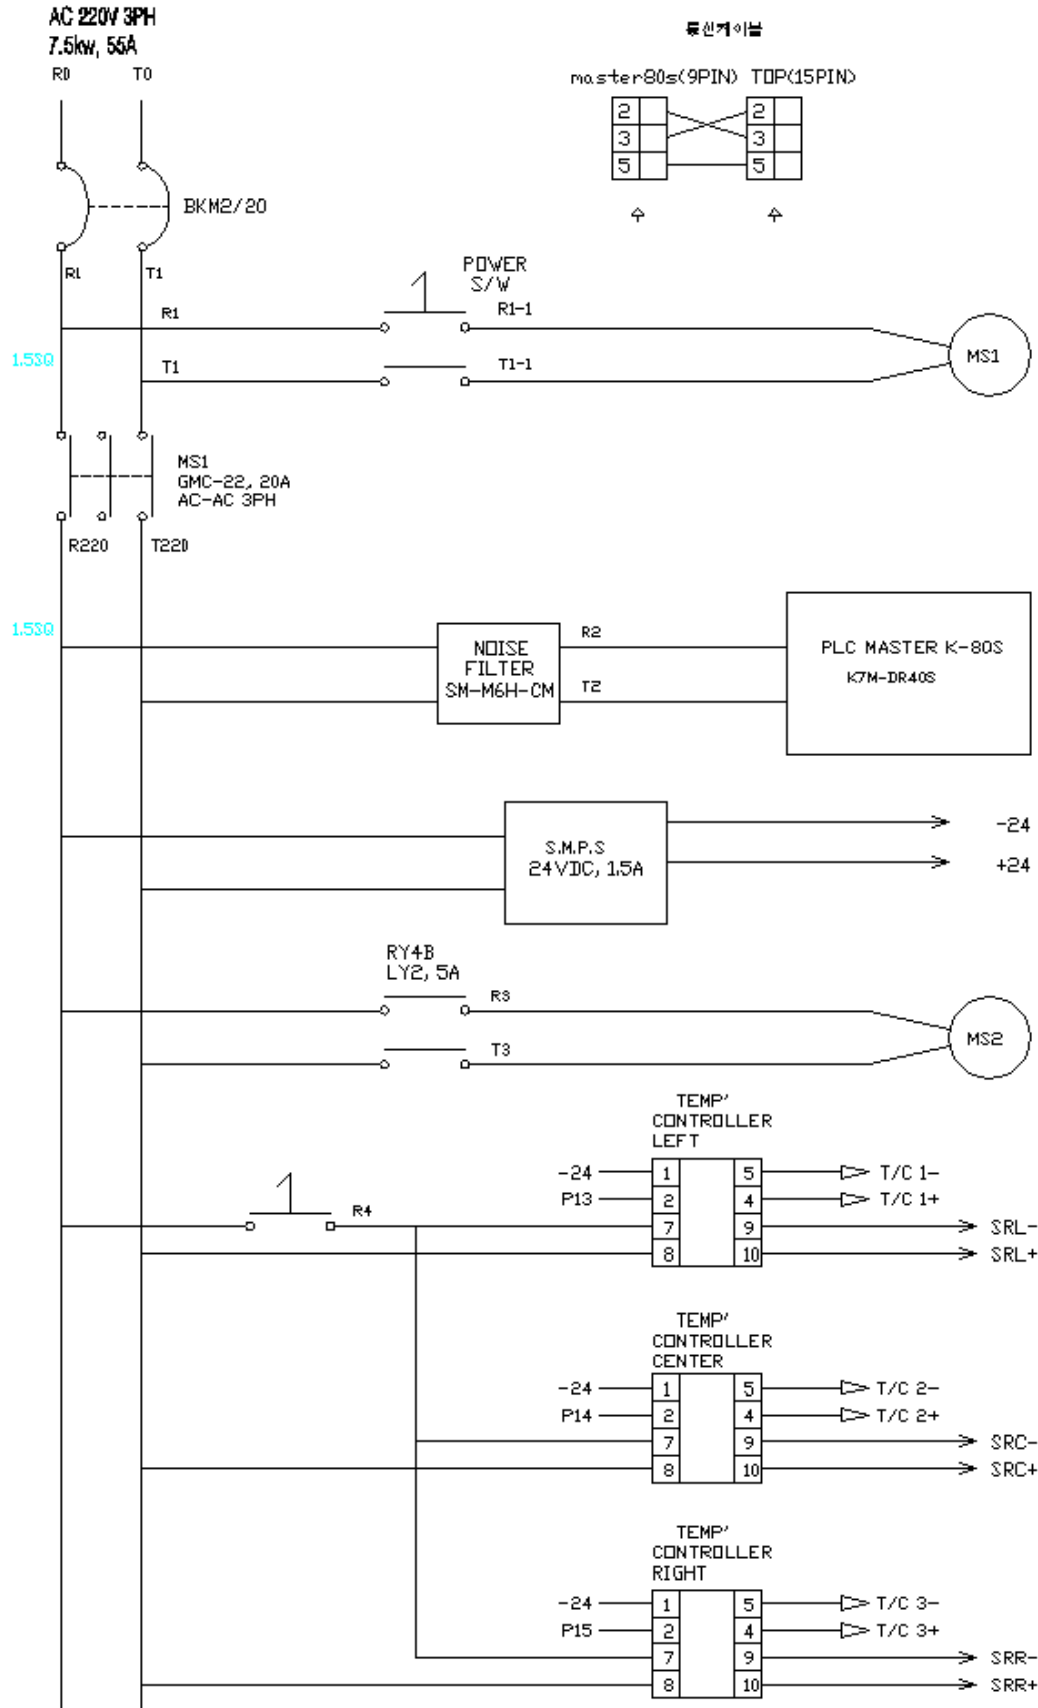 AC 220V 3PH
7.5kw, 55A
R0 T0
통신케이블
master80s(9PIN) TOP(15PIN)
2 2
3 3
5 5
BKM2/20
R1 T1
POWER
S/W
R1 R1-1
T1 T1-1
MS1
1.5SQ
MS1
GMC-22, 20A
AC-AC 3PH
R220 T220
1.5SQ
NOISE
FILTER
SM-M6H-CM
R2
T2
PLC MASTER K-80S
K7M-DR40S
S.M.P.S
24VDC, 1.5A
-24
+24
RY4B
LY2, 5A
R3
T3
MS2
TEMP'
CONTROLLER
LEFT
-24 1 5 T/C 1-
P13 2 4 T/C 1+
R4 7 9 SRL-
8 10 SRL+
TEMP'
CONTROLLER
CENTER
-24 1 5 T/C 2-
P14 2 4 T/C 2+
7 9 SRC-
8 10 SRC+
TEMP'
CONTROLLER
RIGHT
-24 1 5 T/C 3-
P15 2 4 T/C 3+
7 9 SRR-
8 10 SRR+